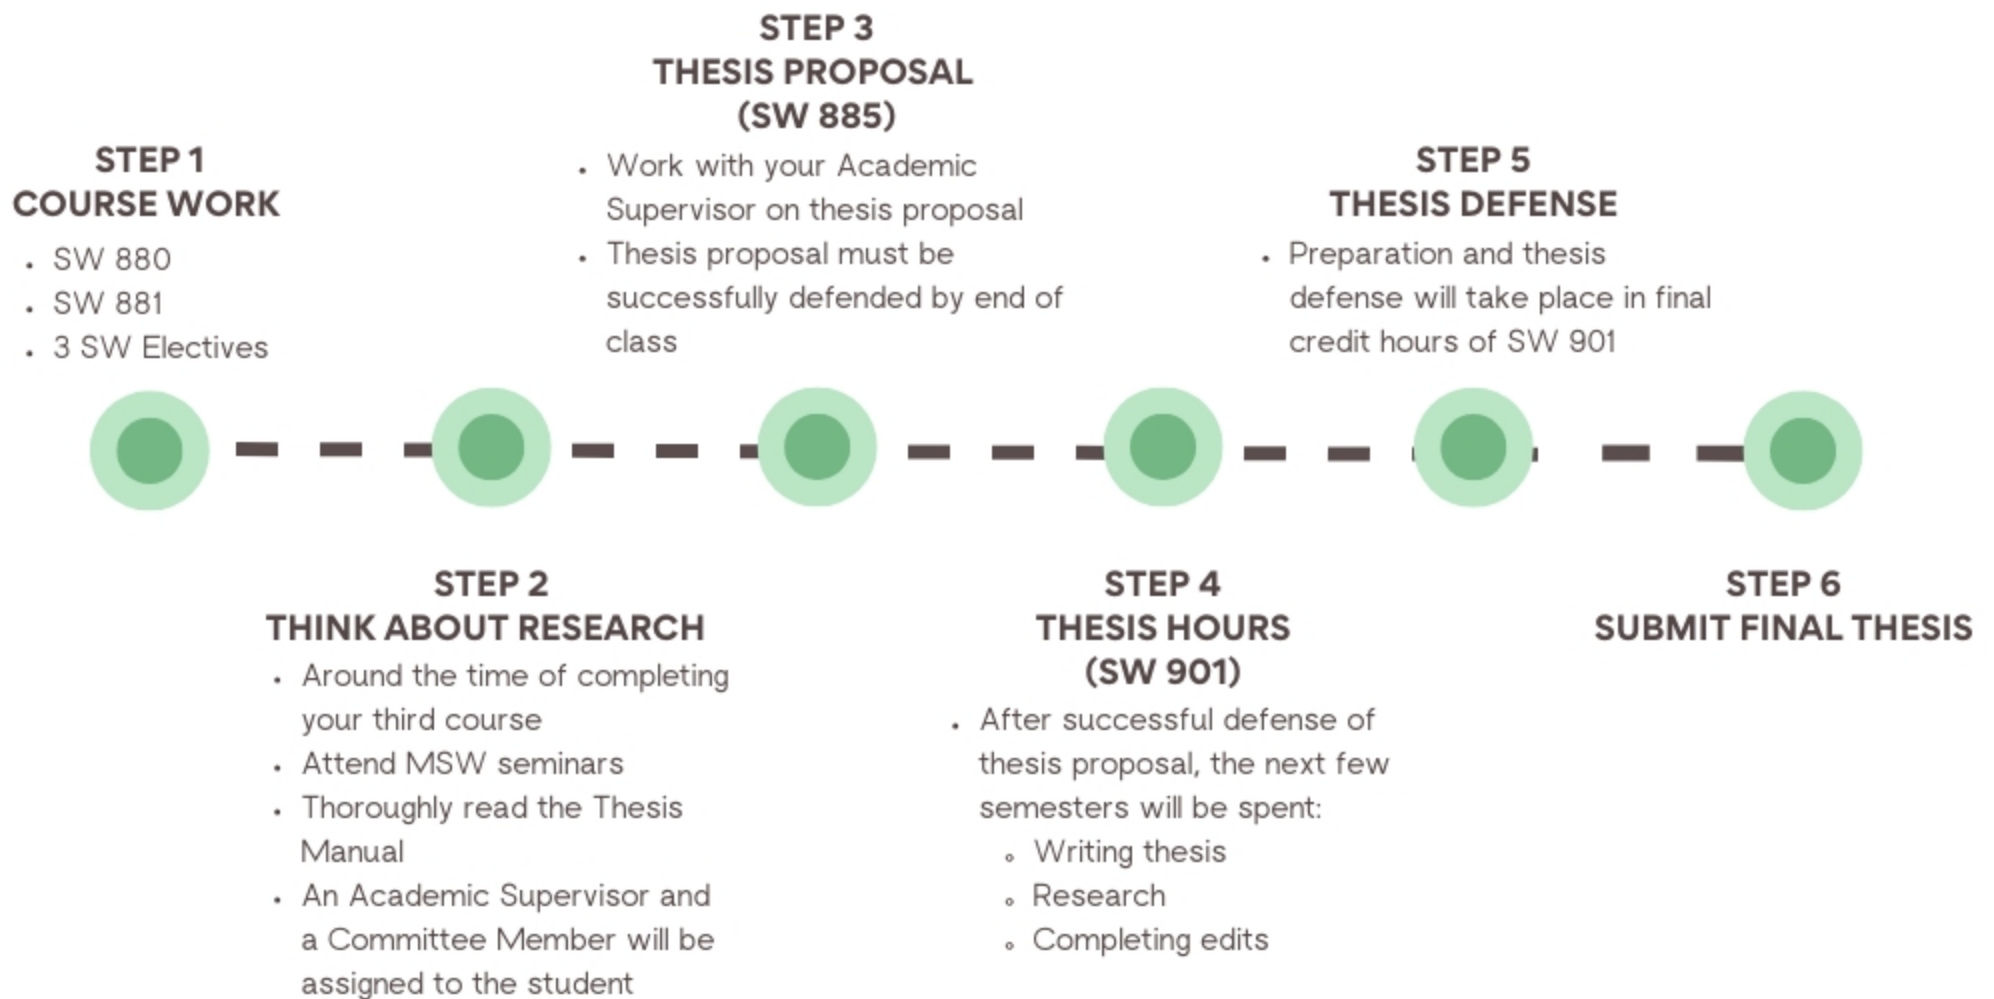 STEP 1
COURSE WORK
• SW 880
• SW 881
• 3 SW Electives
STEP 2
THINK ABOUT RESEARCH
• Around the time of completing
your third course
• Attend MSW seminars
• Thoroughly read the Thesis
Manual
• An Academic Supervisor and
a Committee Member will be
assigned to the student
STEP 3
THESIS PROPOSAL
(SW 885)
• Work with your Academic
Supervisor on thesis proposal
• Thesis proposal must be
successfully defended by end of
class
STEP 4
THESIS HOURS
(SW 901)
• After successful defense of
thesis proposal, the next few
semesters will be spent:
◦ Writing thesis
◦ Research
◦ Completing edits
STEP 5
THESIS DEFENSE
• Preparation and thesis
defense will take place in final
credit hours of SW 901
STEP 6
SUBMIT FINAL THESIS